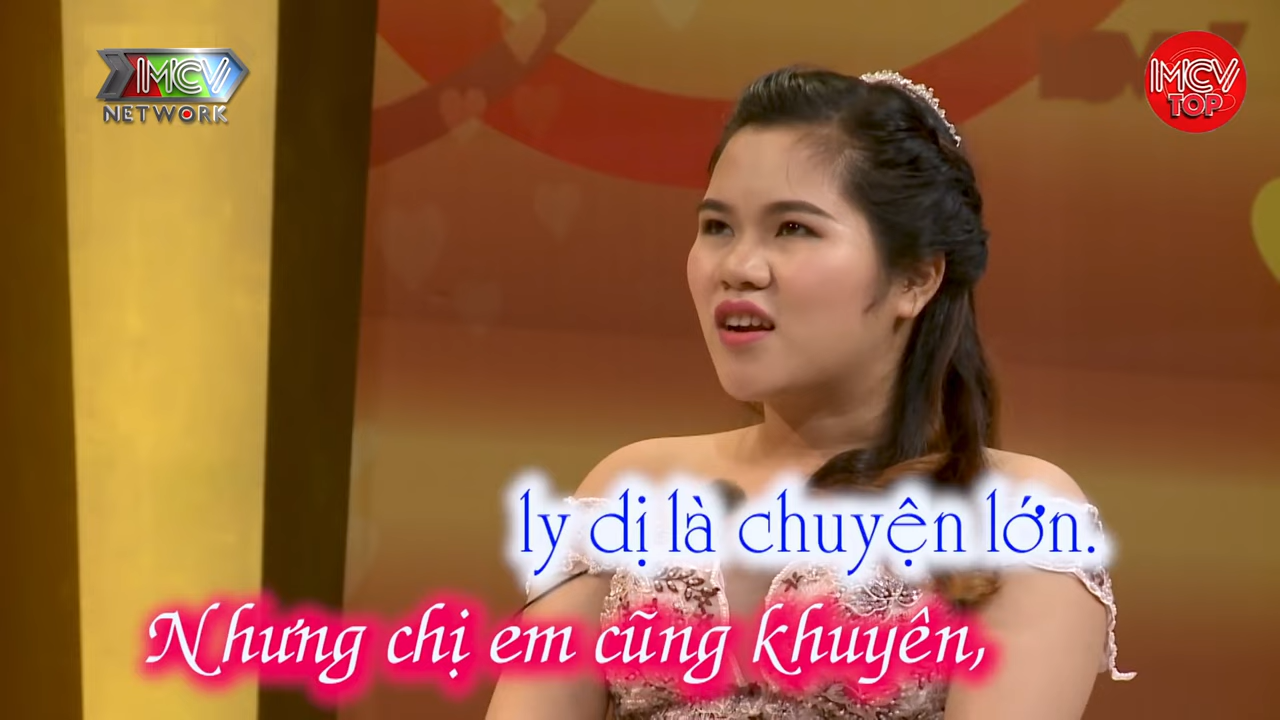 MCV
NETWORK
MCV
TOP
ly dị là chuyện lớn.
Nhưng chị em cũng khuyên,